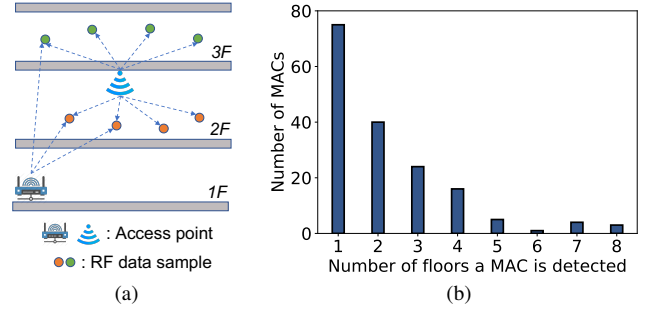 3F
2F
1F
: Access point
: RF data sample
(a)
(b)
Number of MACs
80
60
40
20
0
1 2 3 4 5 6 7 8
Number of floors a MAC is detected